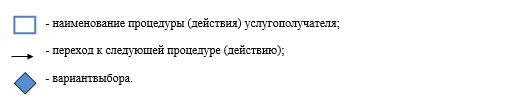 - наименование процедуры (действия) услугополучателя;
- переход к следующей процедуре (действию);
- вариантвыбора.